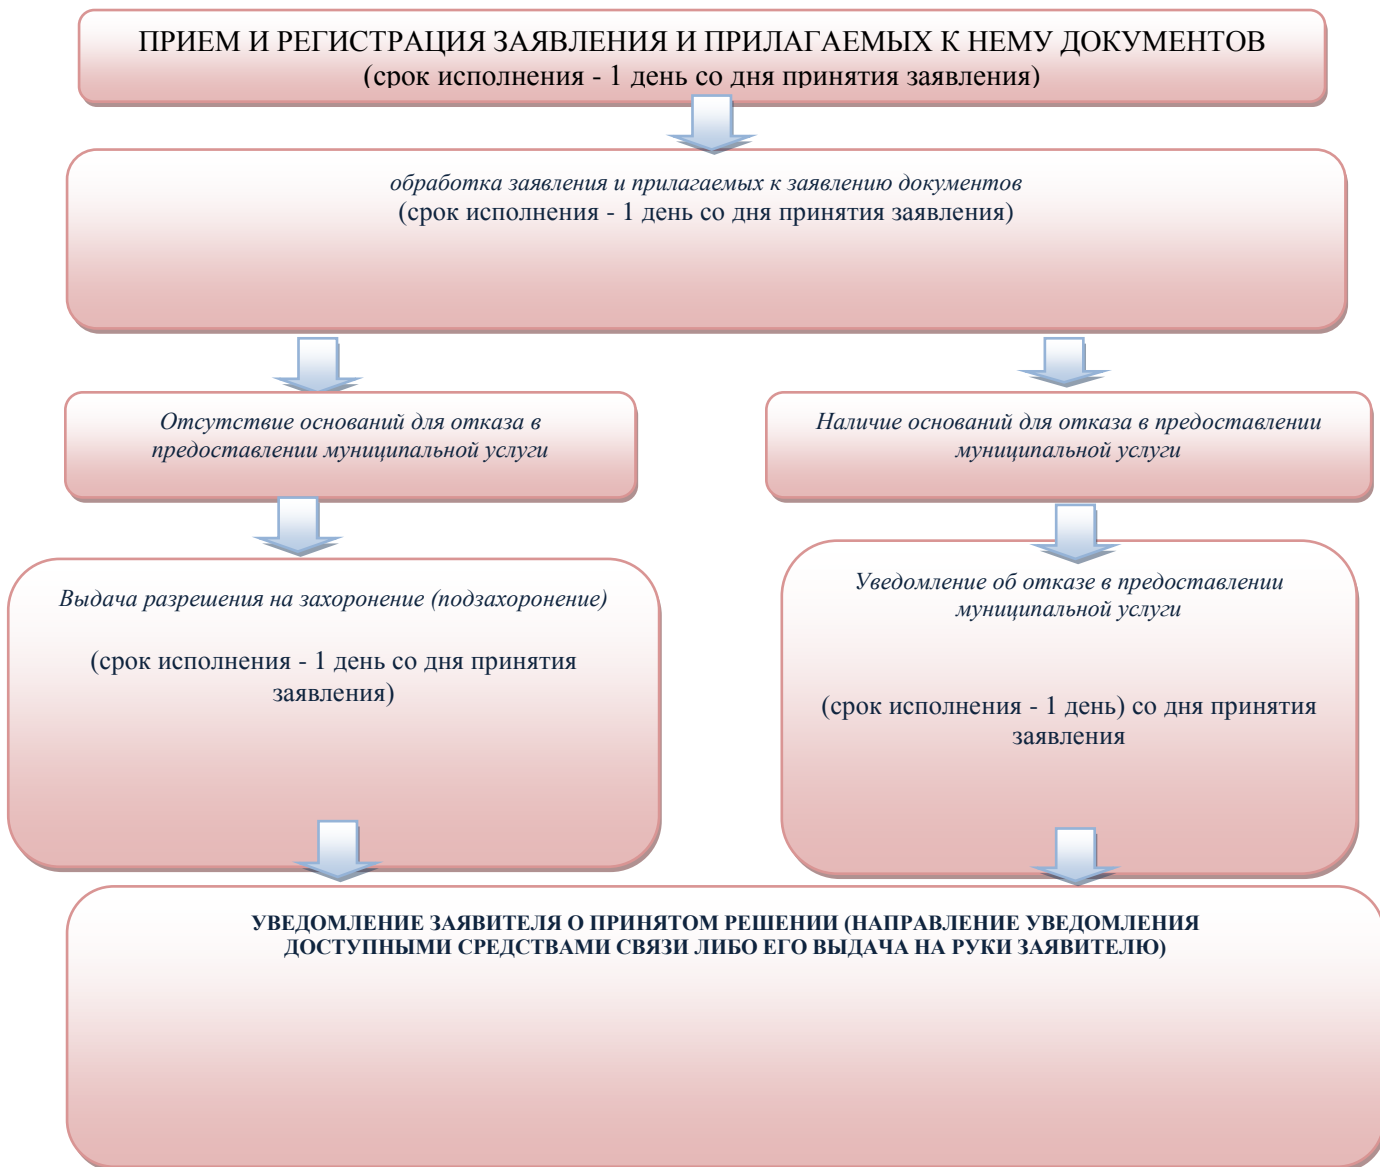 ПРИЕМ И РЕГИСТРАЦИЯ ЗАЯВЛЕНИЯ И ПРИЛАГАЕМЫХ К НЕМУ ДОКУМЕНТОВ
(срок исполнения - 1 день со дня принятия заявления)
обработка заявления и прилагаемых к заявлению документов
(срок исполнения - 1 день со дня принятия заявления)
Отсутствие оснований для отказа в
предоставлении муниципальной услуги
Наличие оснований для отказа в предоставлении
муниципальной услуги
Выдача разрешения на захоронение (подзахоронение)
(срок исполнения - 1 день со дня принятия
заявления)
Уведомление об отказе в предоставлении
муниципальной услуги
(срок исполнения - 1 день) со дня принятия
заявления
УВЕДОМЛЕНИЕ ЗАЯВИТЕЛЯ О ПРИНЯТОМ РЕШЕНИИ (НАПРАВЛЕНИЕ УВЕДОМЛЕНИЯ
ДОСТУПНЫМИ СРЕДСТВАМИ СВЯЗИ ЛИБО ЕГО ВЫДАЧА НА РУКИ ЗАЯВИТЕЛЮ)